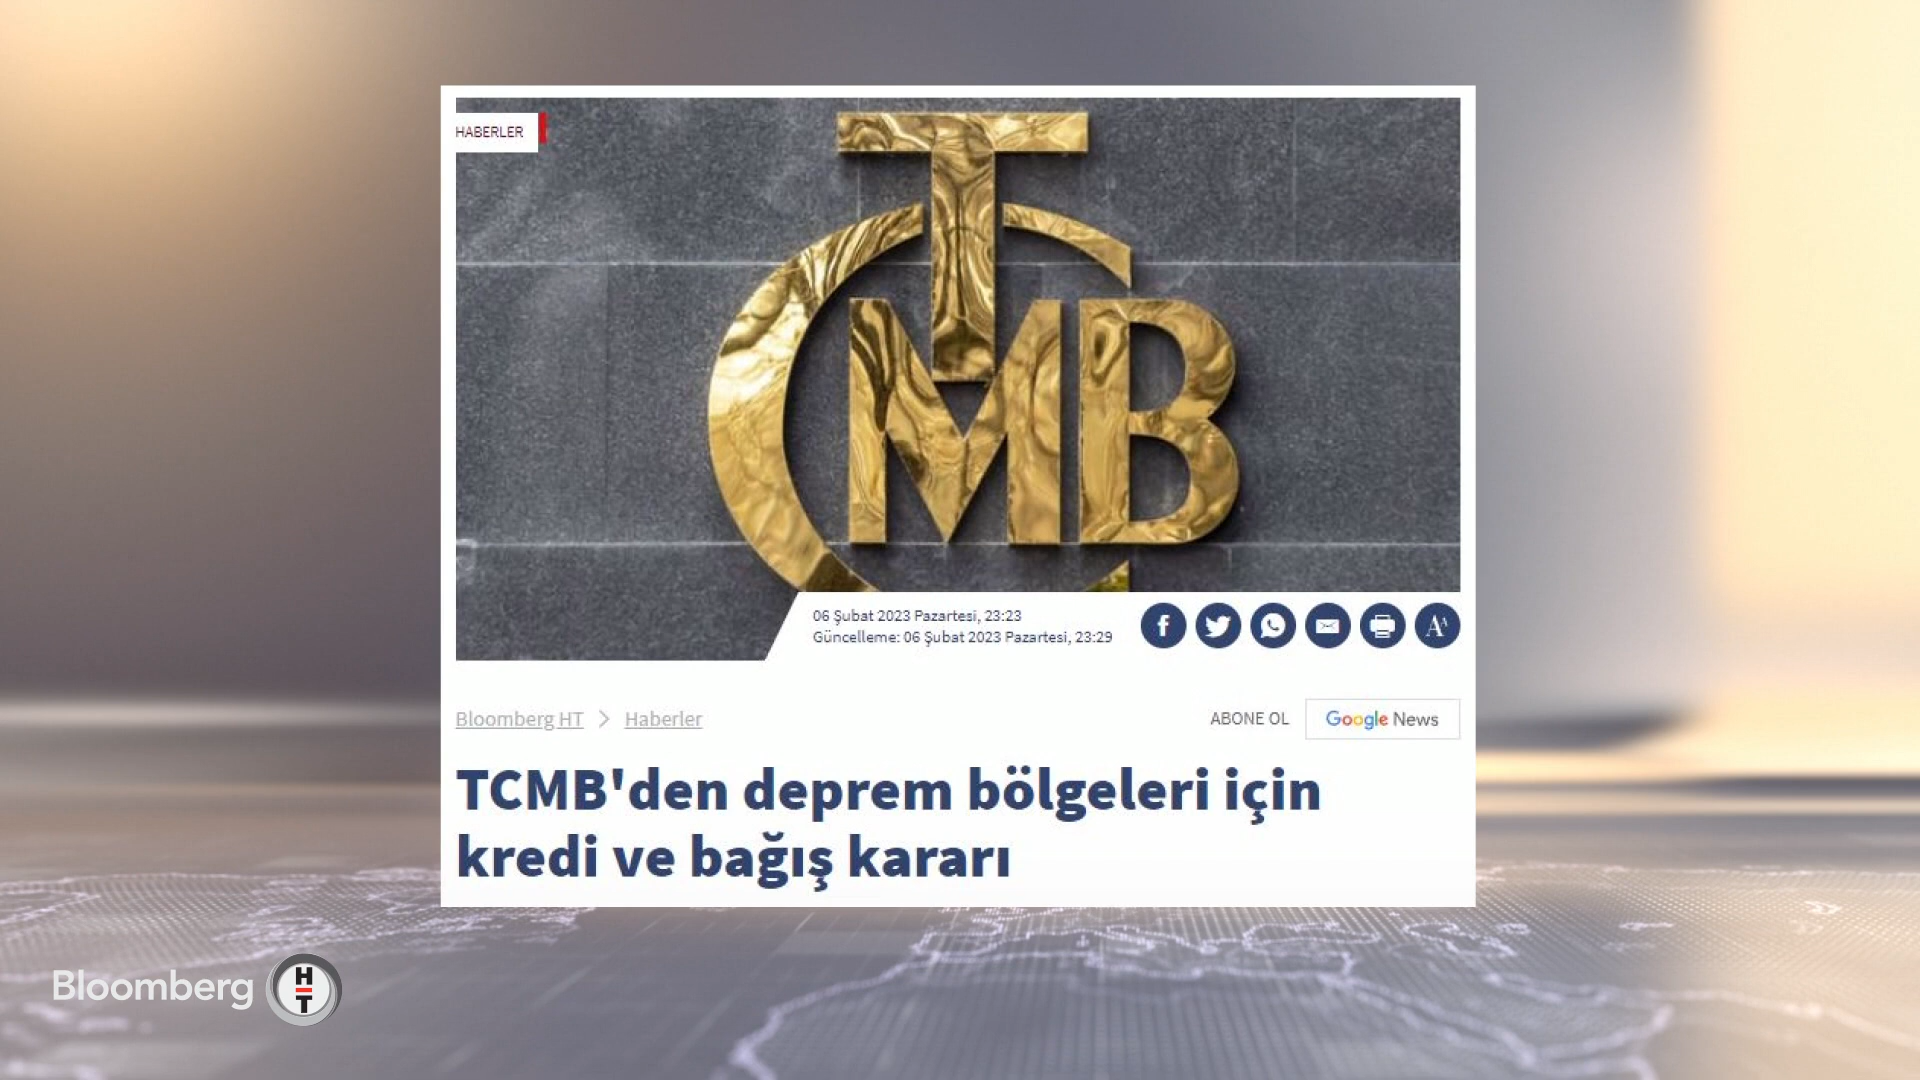 HABERLER
TCMB
06 Şubat 2023 Pazartesi, 23:23
Güncelleme: 06 Şubat 2023 Pazartesi, 23:29
Bloomberg HT > Haberler
ABONE OL Google News
TCMB'den deprem bölgeleri için
kredi ve bağış kararı
Bloomberg HT